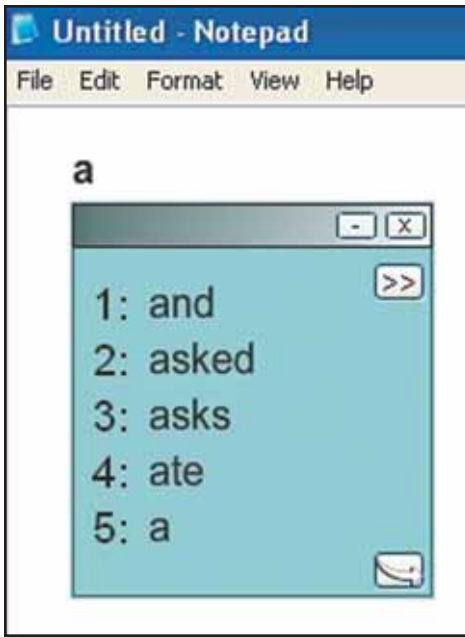 Untitled - Notepad
File Edit Format View Help
a
- X
>>
1: and
2: asked
3: asks
4: ate
5: a